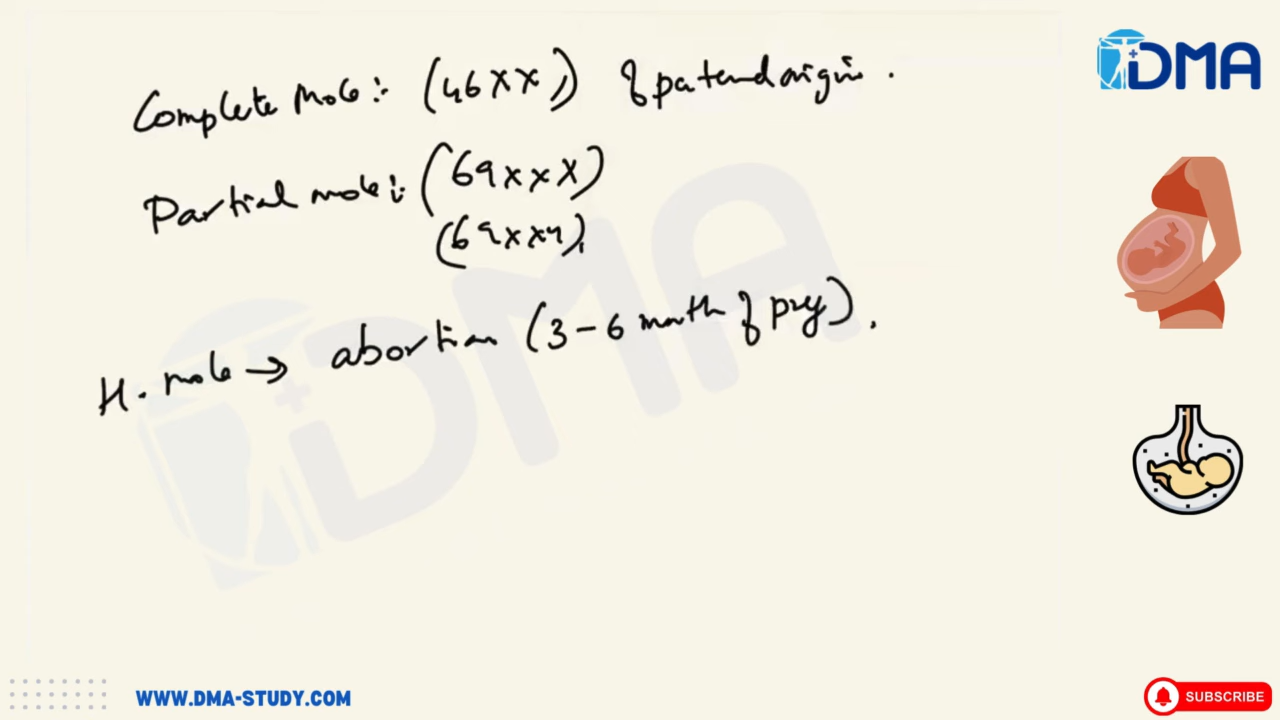 Complete Mole:- (46XX) of paternal origin.
Partial mole:- (69XXX)
(69XXY)
H. mole → abortion (3-6 month of preg).
DMA
DMA
WWW.DMA-STUDY.COM
SUBSCRIBE